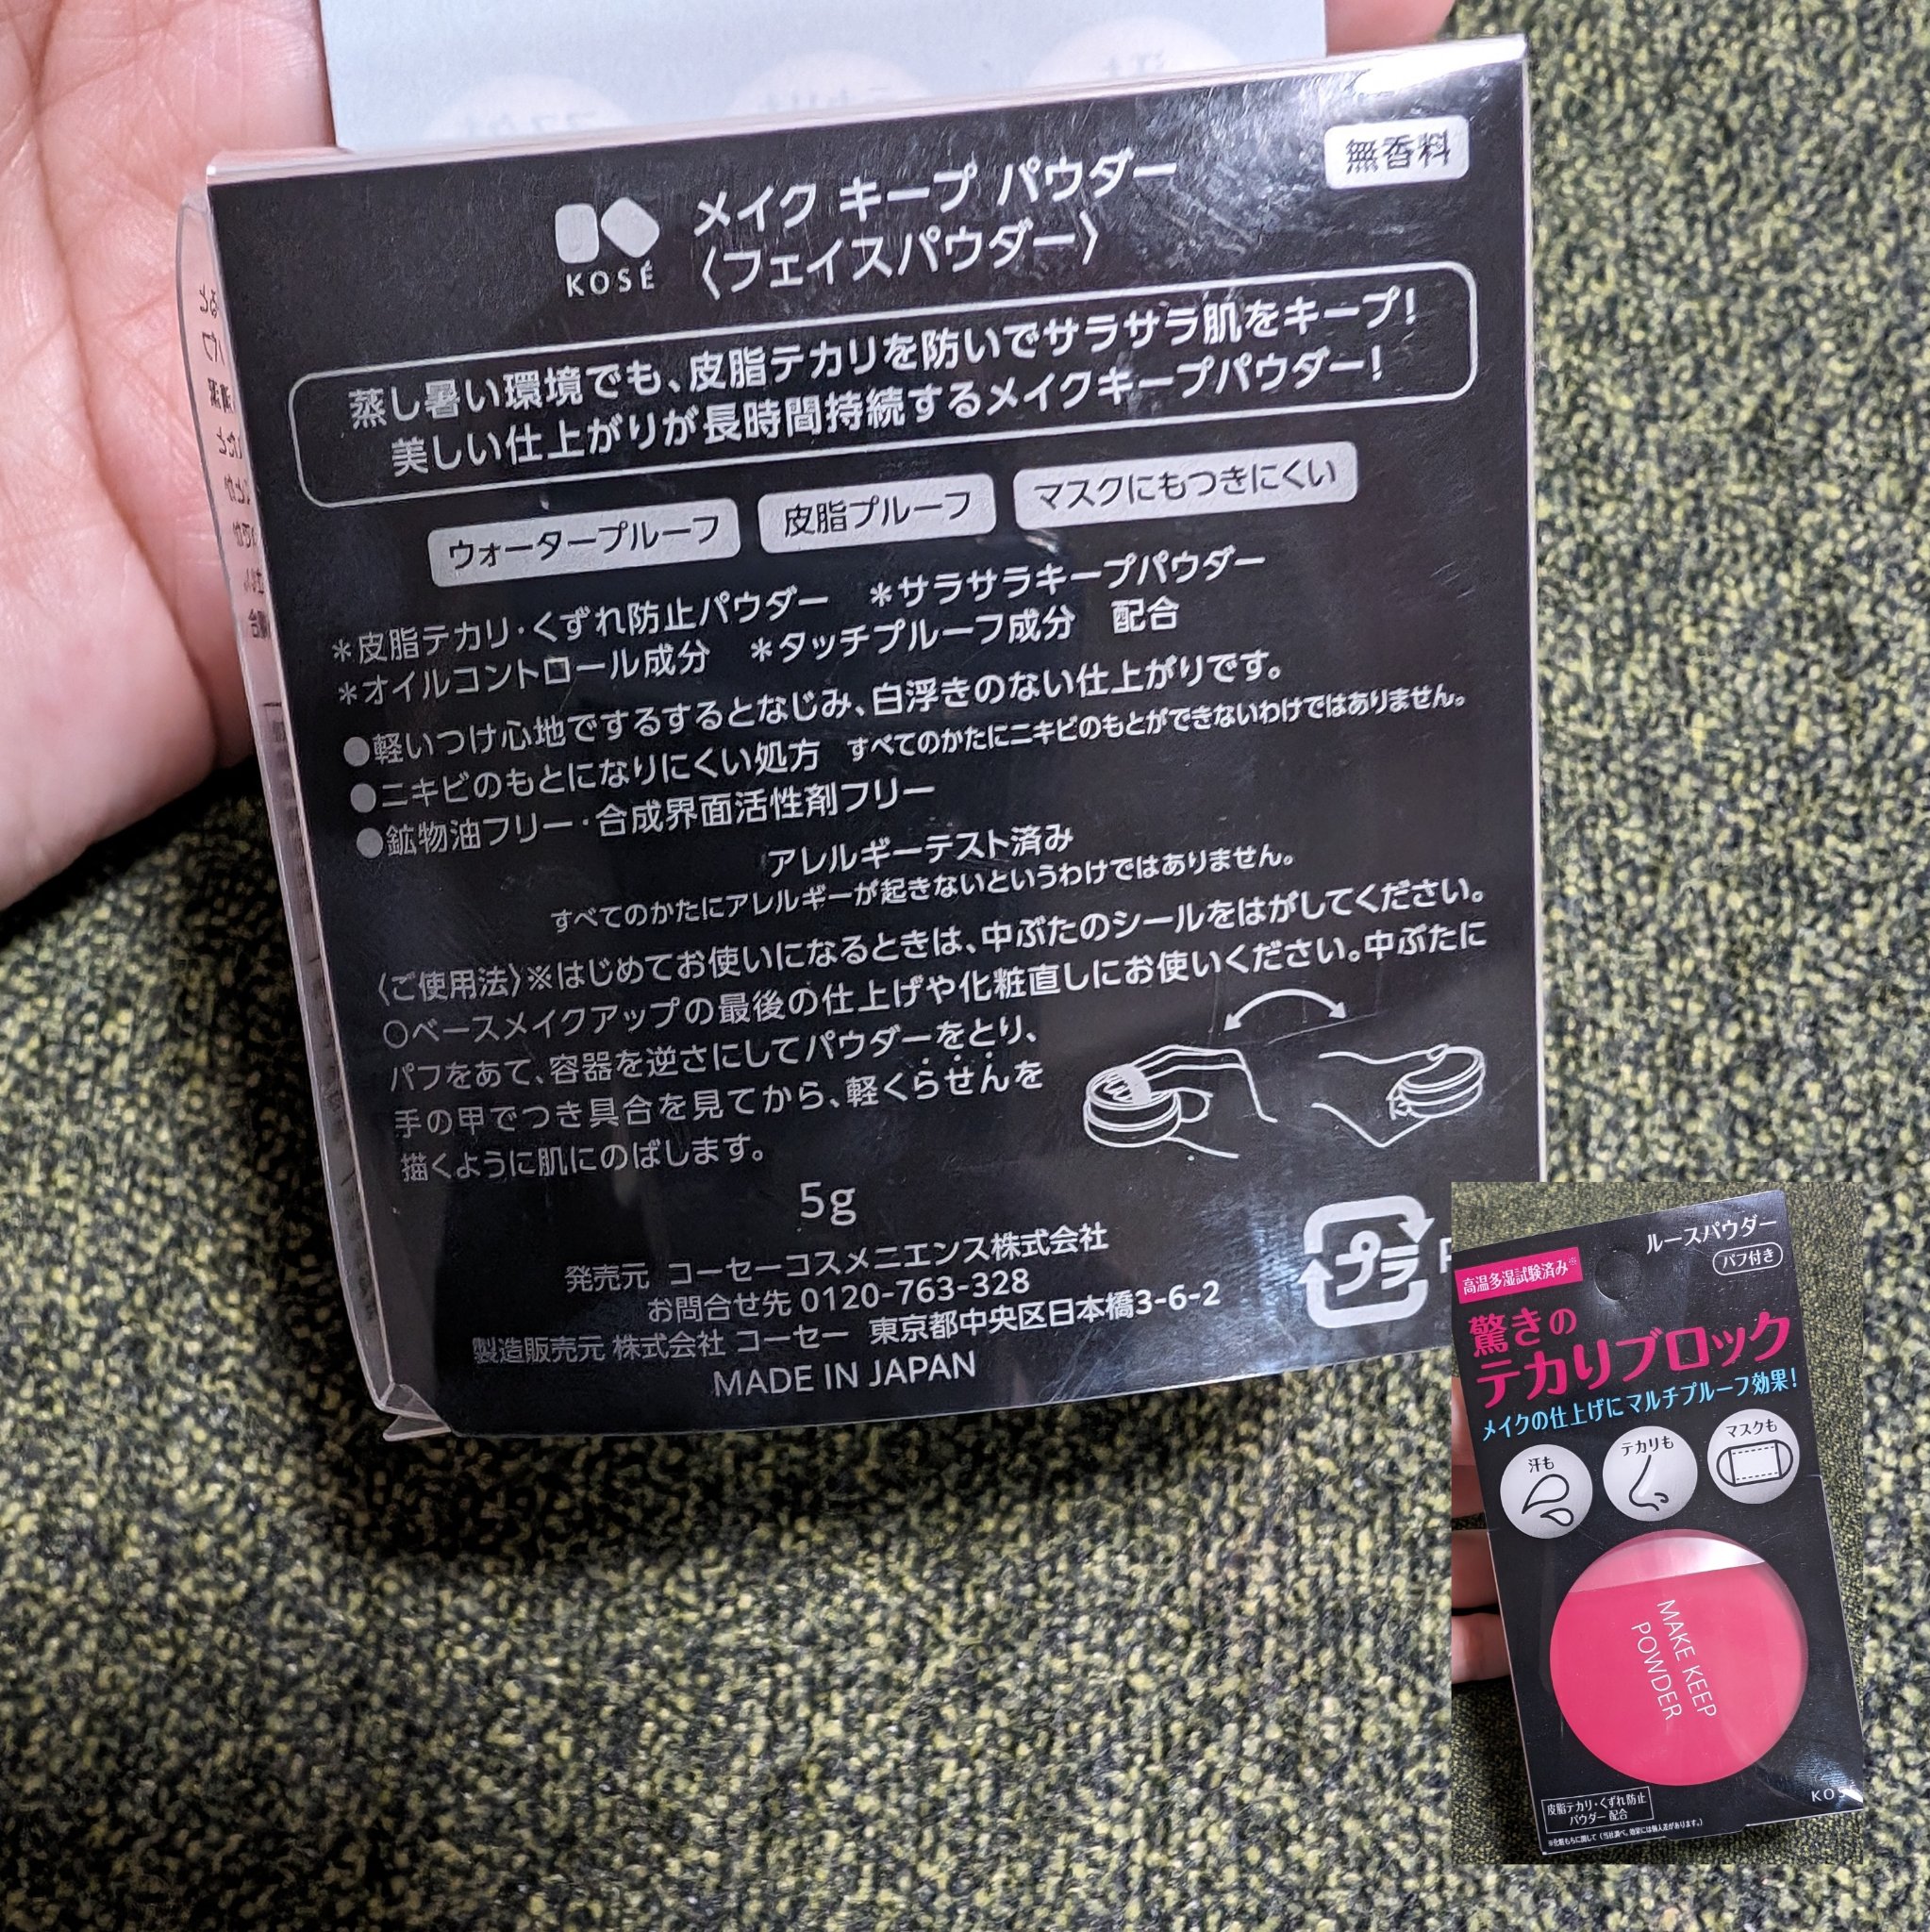 無香料
KOSÉ
メイク キープ パウダー
〈フェイスパウダー〉
蒸し暑い環境でも、皮脂テカリを防いでサラサラ肌をキープ!
美しい仕上がりが長時間持続するメイクキープパウダー!
ウォータープルーフ 皮脂プルーフ マスクにもつきにくい
＊皮脂テカリ・くずれ防止パウダー ＊サラサラキープパウダー
＊オイルコントロール成分 ＊タッチプルーフ成分 配合
●軽いつけ心地でするするとなじみ、白浮きのない仕上がりです。
●ニキビのもとになりにくい処方 すべてのかたにニキビのもとができないわけではありません。
●鉱物油フリー・合成界面活性剤フリー
アレルギーテスト済み
すべてのかたにアレルギーが起きないというわけではありません。
〈ご使用法〉※はじめてお使いになるときは、中ぶたのシールをはがしてください。
○ベースメイクアップの最後の仕上げや化粧直しにお使いください。中ぶたに
パフをあて、容器を逆さにしてパウダーをとり、
手の甲でつき具合を見てから、軽くらせんを
描くように肌にのばします。
5g
発売元 コーセーコスメニエンス株式会社
お問合せ先 0120-763-328
製造販売元 株式会社 コーセー 東京都中央区日本橋3-6-2
MADE IN JAPAN
プラ
ルースパウダー
パフ付き
高温多湿試験済み※
驚きの
テカりブロック
メイクの仕上げにマルチプルーフ効果!
汗も テカリも マスクも
MAKE KEEP
POWDER
皮脂テカリ・くずれ防止
パウダー 配合
※化粧もちに関して(当社調べ。効果には個人差があります。)